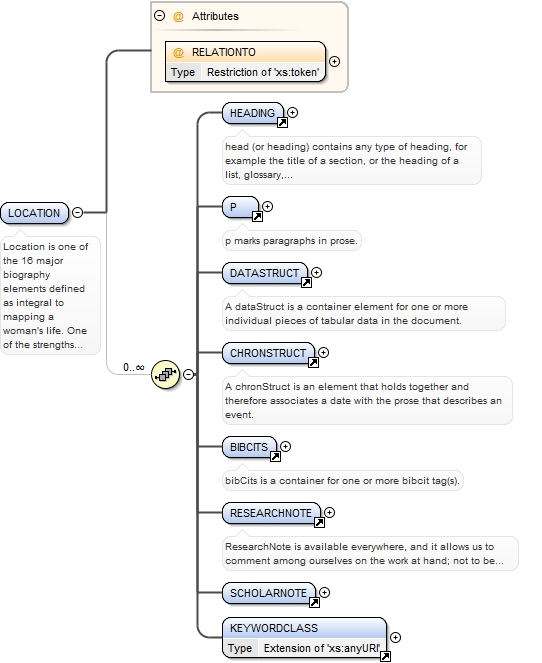 @ Attributes
@ RELATIONTO
Type Restriction of 'xs:token'
HEADING
head (or heading) contains any type of heading, for
example the title of a section, or the heading of a
list, glossary,...
P
p marks paragraphs in prose.
LOCATION
Location is one of
the 16 major
biography
elements defined
as integral to
mapping a
woman's life. One
of the strengths...
DATASTRUCT
A dataStruct is a container element for one or more
individual pieces of tabular data in the document.
CHRONSTRUCT
0..∞
A chronStruct is an element that holds together and
therefore associates a date with the prose that describes an
event.
BIBCITS
bibCits is a container for one or more bibcit tag(s).
RESEARCHNOTE
ResearchNote is available everywhere, and it allows us to
comment among ourselves on the work at hand; not to be...
SCHOLARNOTE
KEYWORDCLASS
Type Extension of 'xs:anyURI'